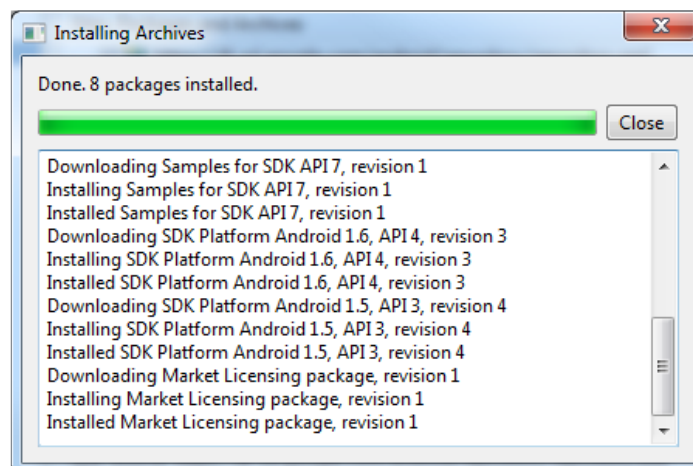 Installing Archives
Done. 8 packages installed.
Close
Downloading Samples for SDK API 7, revision 1
Installing Samples for SDK API 7, revision 1
Installed Samples for SDK API 7, revision 1
Downloading SDK Platform Android 1.6, API 4, revision 3
Installing SDK Platform Android 1.6, API 4, revision 3
Installed SDK Platform Android 1.6, API 4, revision 3
Downloading SDK Platform Android 1.5, API 3, revision 4
Installing SDK Platform Android 1.5, API 3, revision 4
Installed SDK Platform Android 1.5, API 3, revision 4
Downloading Market Licensing package, revision 1
Installing Market Licensing package, revision 1
Installed Market Licensing package, revision 1